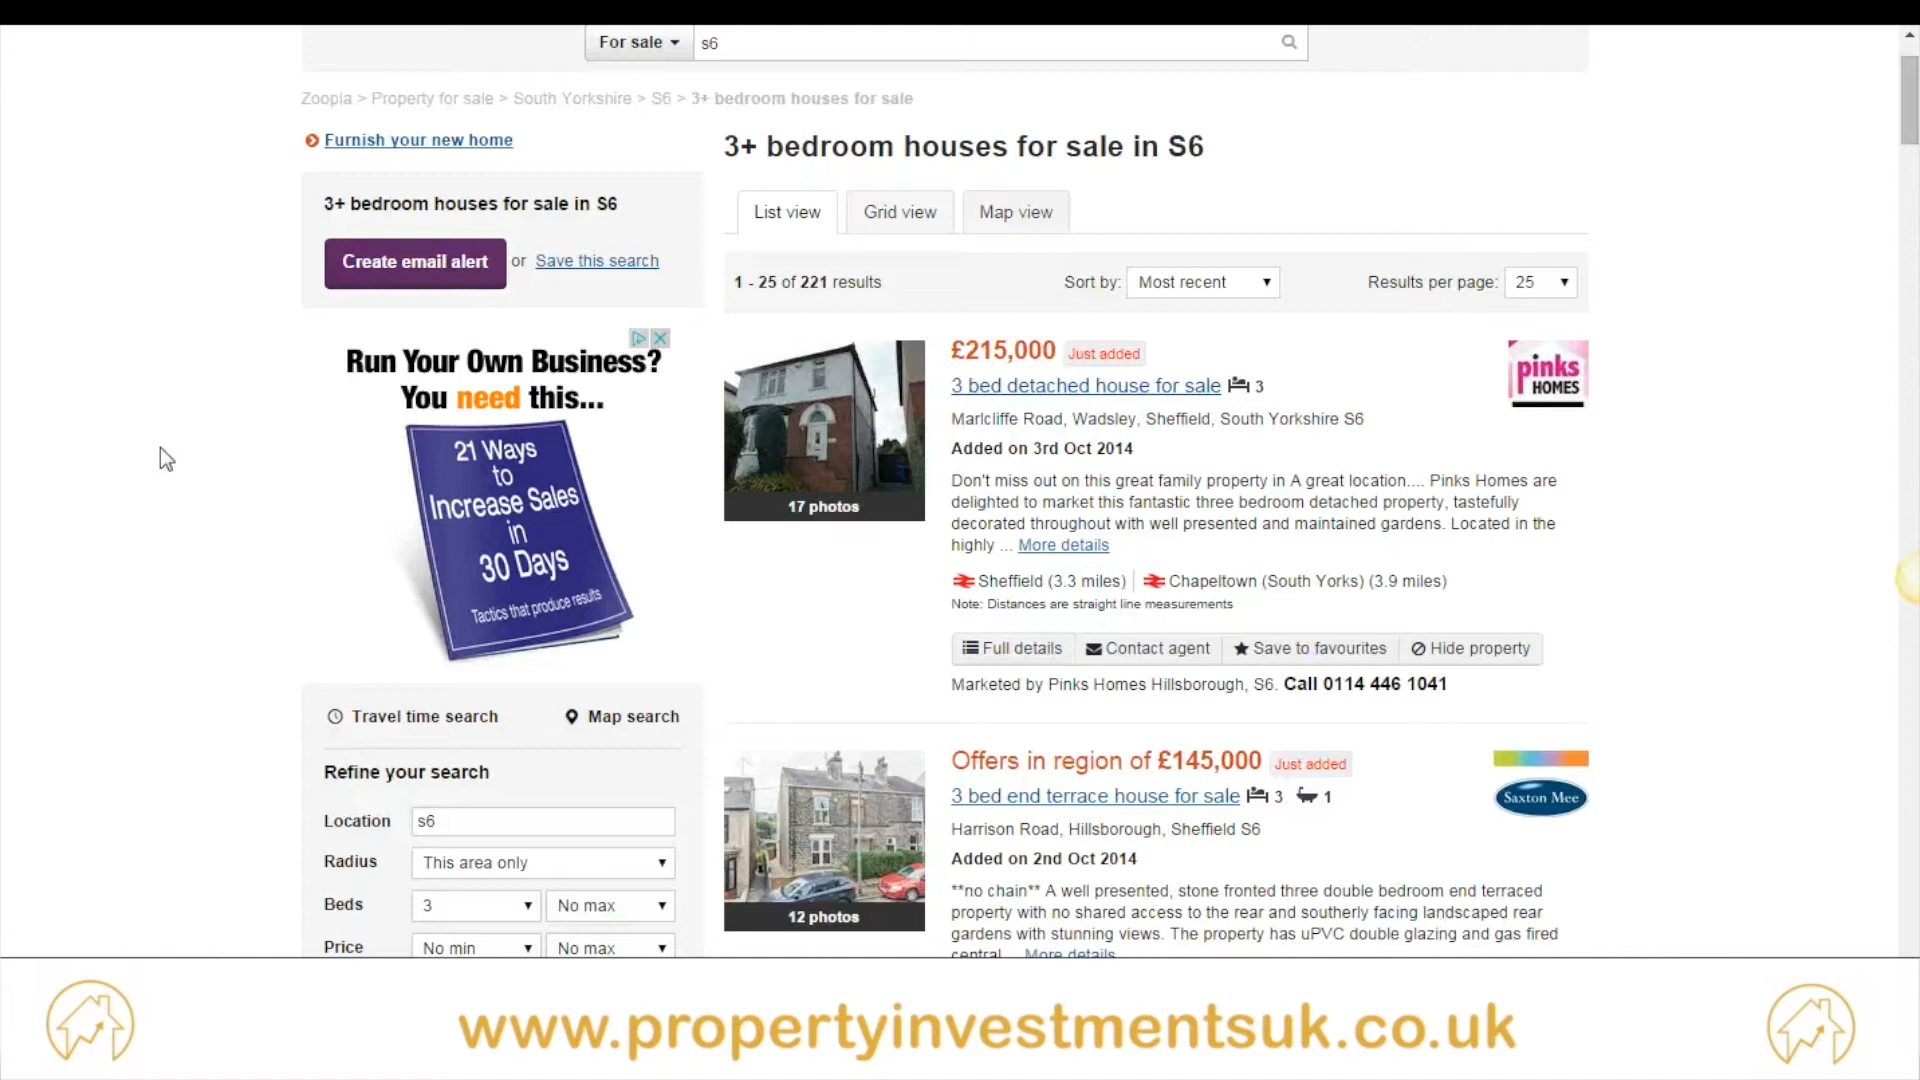 For sale
s6
Zoopla > Property for sale > South Yorkshire > S6 > 3+ bedroom houses for sale
Furnish your new home
3+ bedroom houses for sale in S6
Create email alert or Save this search
Run Your Own Business?
You need this...
21 Ways
to
Increase Sales
in
30 Days
Tactics that produce results
Travel time search
Map search
Refine your search
Location s6
Radius This area only
Beds 3 No max
Price No min No max
3+ bedroom houses for sale in S6
List view
Grid view
Map view
1 - 25 of 221 results
Sort by: Most recent
Results per page: 25
17 photos
£215,000 Just added
3 bed detached house for sale 3
Marlcliffe Road, Wadsley, Sheffield, South Yorkshire S6
Added on 3rd Oct 2014
Don't miss out on this great family property in A great location.... Pinks Homes are
delighted to market this fantastic three bedroom detached property, tastefully
decorated throughout with well presented and maintained gardens. Located in the
highly ... More details
Sheffield (3.3 miles) Chapeltown (South Yorks) (3.9 miles)
Note: Distances are straight line measurements
Full details Contact agent Save to favourites Hide property
Marketed by Pinks Homes Hillsborough, S6. Call 0114 446 1041
pinks
HOMES
12 photos
Offers in region of £145,000 Just added
3 bed end terrace house for sale 3 1
Harrison Road, Hillsborough, Sheffield S6
Added on 2nd Oct 2014
**no chain** A well presented, stone fronted three double bedroom end terraced
property with no shared access to the rear and southerly facing landscaped rear
gardens with stunning views. The property has uPVC double glazing and gas fired
central ... More details
Saxton Mee
www.propertyinvestmentsuk.co.uk